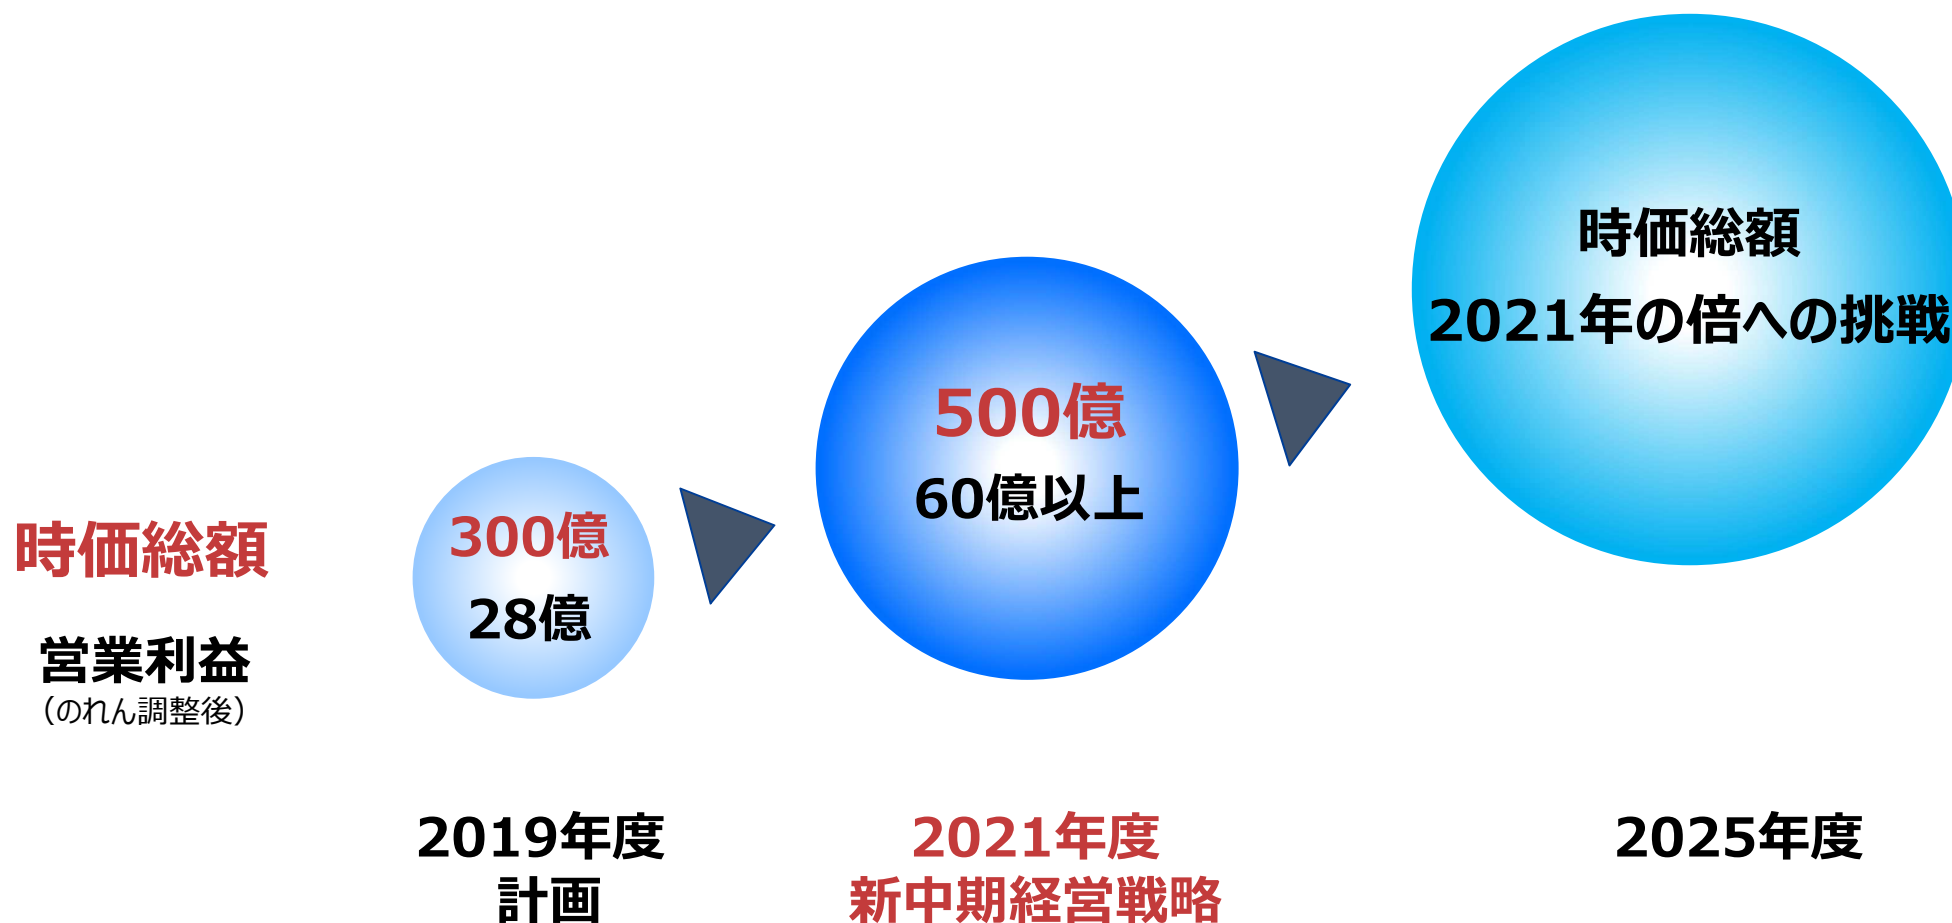 時価総額
2021年の倍への挑戦
500億
60億以上
300億
28億
時価総額
営業利益
（のれん調整後）
2019年度
計画
2021年度
新中期経営戦略
2025年度